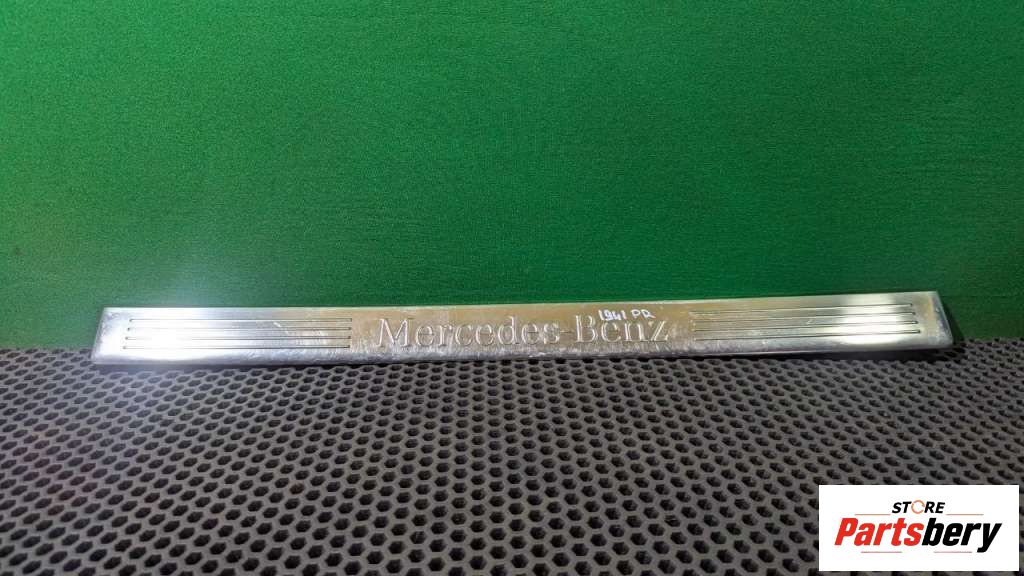 1941 PR
Mercedes-Benz
STORE
Partsbery